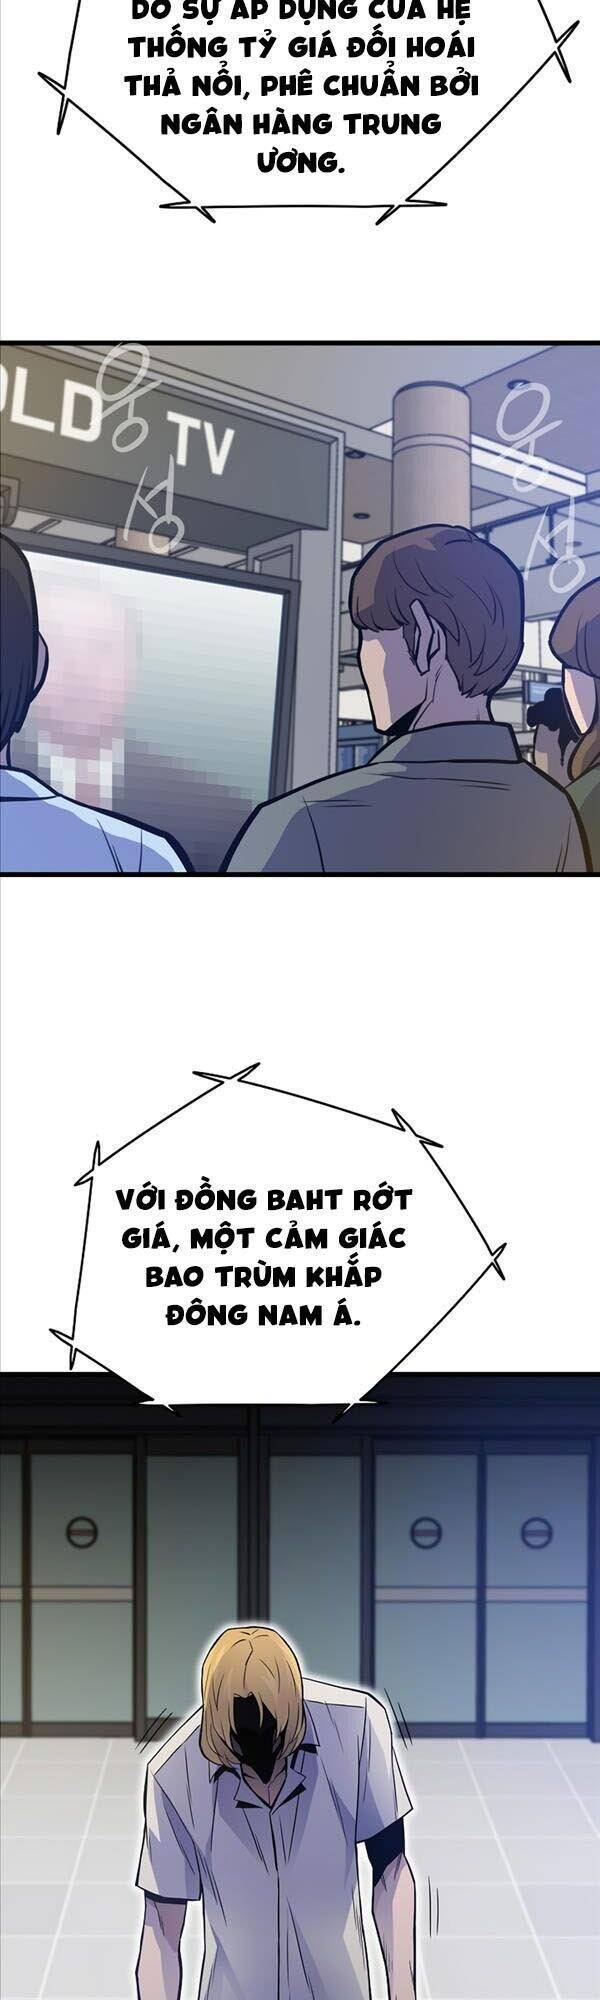 DO SỰ ÁP DỤNG CỦA HỆ
THỐNG TỶ GIÁ ĐỐI HOÁI
THẢ NỔI, PHÊ CHUẨN BỞI
NGÂN HÀNG TRUNG
ƯƠNG.
OLD TV
웅성
웅성
VỚI ĐỒNG BAHT RỚT
GIÁ, MỘT CẢM GIÁC
BAO TRÙM KHẮP
ĐÔNG NAM Á.